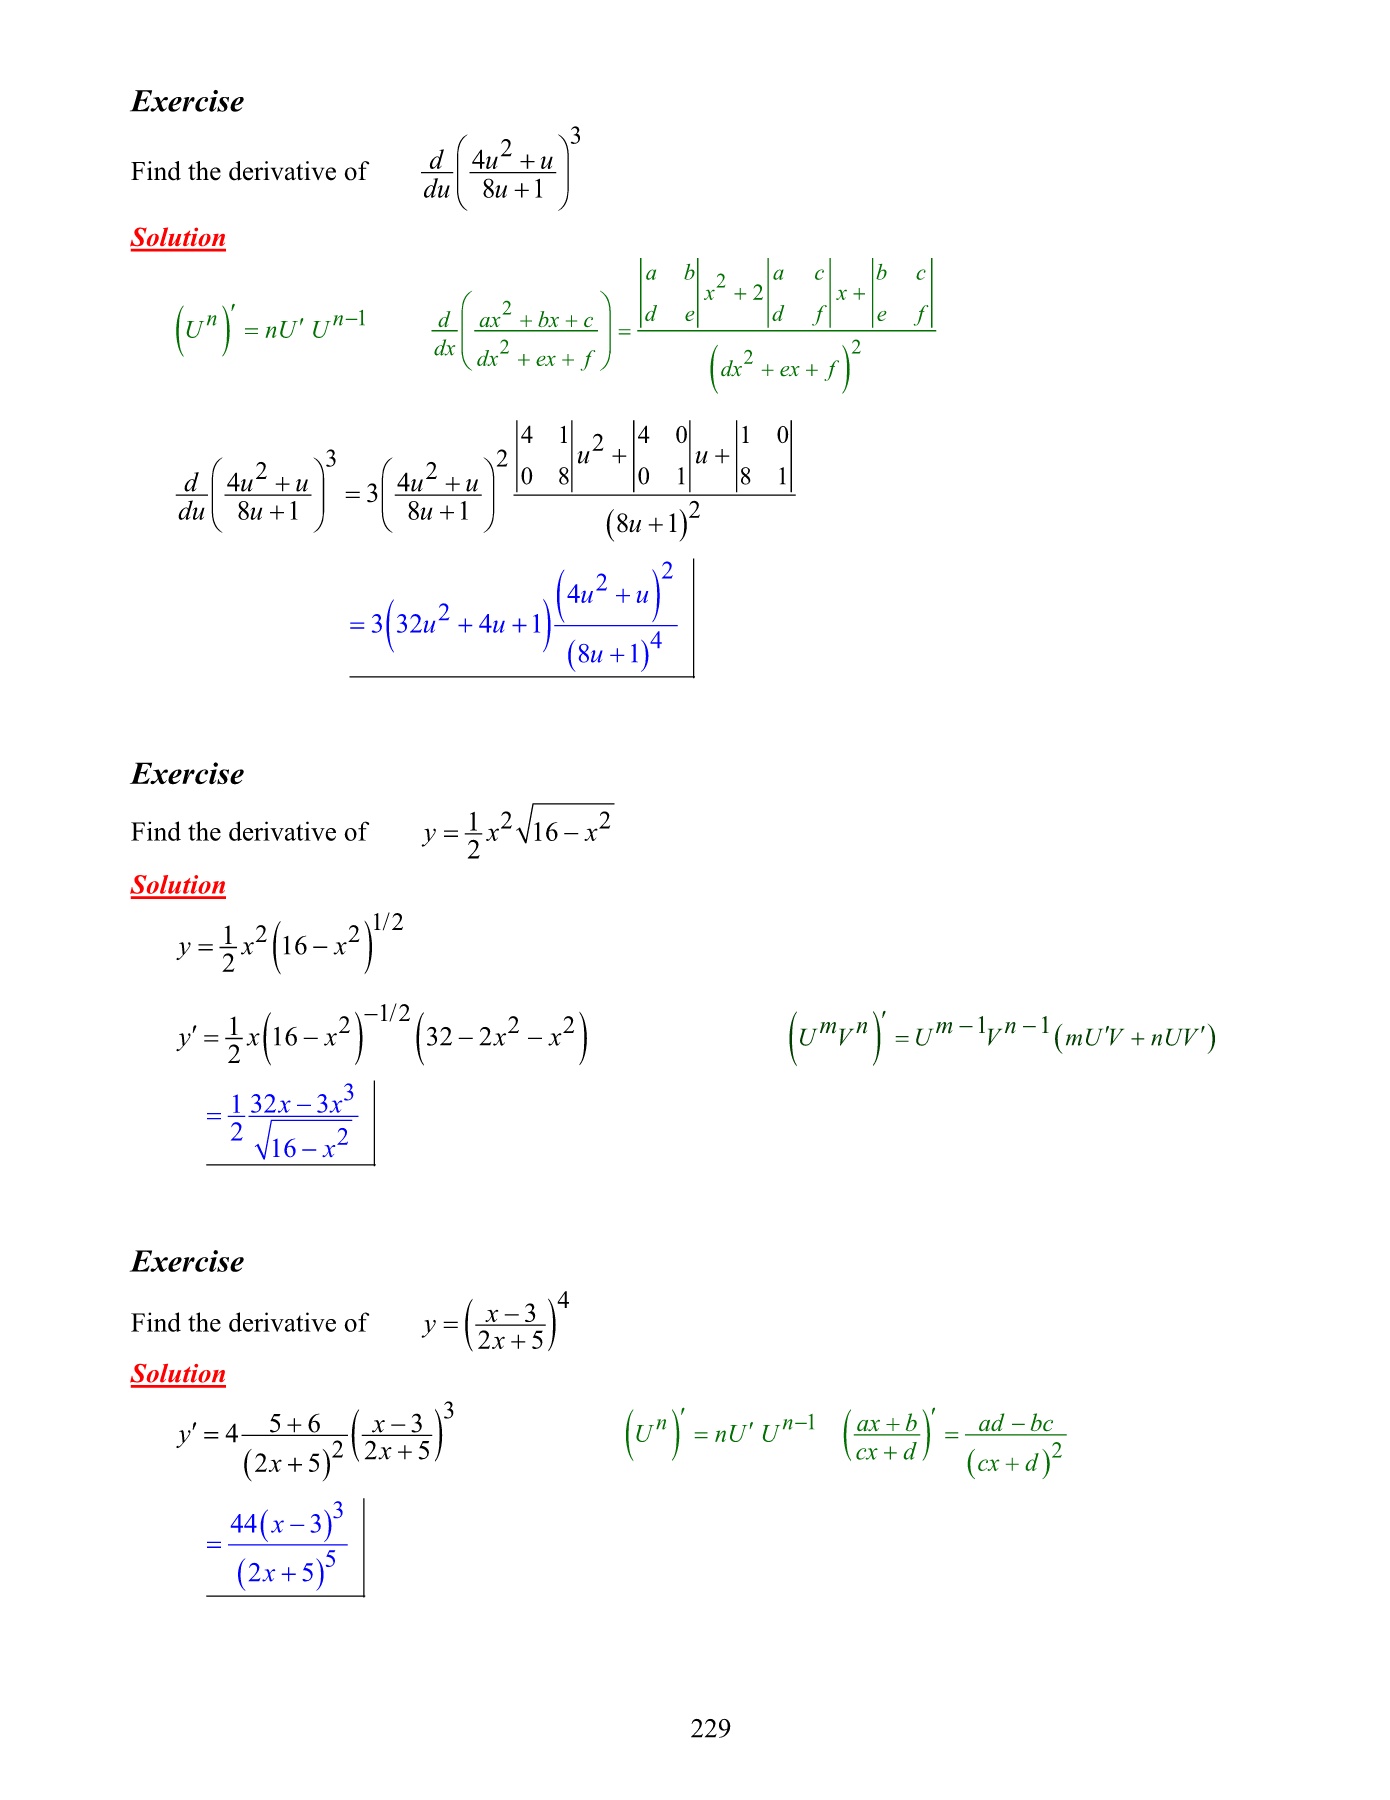 Exercise
Find the derivative of $\frac{d}{du}\left(\frac{4u^2+u}{8u+1}\right)^3$
Solution
$\left(U^n\right)' = nU'\,U^{n-1}$ $\frac{d}{dx}\left(\frac{ax^2+bx+c}{dx^2+ex+f}\right) = \frac{\begin{vmatrix} a & b \\ d & e \end{vmatrix}x^2 + 2\begin{vmatrix} a & c \\ d & f \end{vmatrix}x + \begin{vmatrix} b & c \\ e & f \end{vmatrix}}{\left(dx^2+ex+f\right)^2}$
$\frac{d}{du}\left(\frac{4u^2+u}{8u+1}\right)^3 = 3\left(\frac{4u^2+u}{8u+1}\right)^2 \frac{\begin{vmatrix} 4 & 1 \\ 0 & 8 \end{vmatrix}u^2 + \begin{vmatrix} 4 & 0 \\ 0 & 1 \end{vmatrix}u + \begin{vmatrix} 1 & 0 \\ 8 & 1 \end{vmatrix}}{(8u+1)^2}$
$= 3\left(32u^2+4u+1\right)\frac{\left(4u^2+u\right)^2}{(8u+1)^4}$
Exercise
Find the derivative of $y = \frac{1}{2}x^2\sqrt{16-x^2}$
Solution
$y = \frac{1}{2}x^2\left(16-x^2\right)^{1/2}$
$y' = \frac{1}{2}x\left(16-x^2\right)^{-1/2}\left(32-2x^2-x^2\right)$ $\left(U^mV^n\right)' = U^{m-1}V^{n-1}\left(mU'V+nUV'\right)$
$= \frac{1}{2}\frac{32x-3x^3}{\sqrt{16-x^2}}$
Exercise
Find the derivative of $y = \left(\frac{x-3}{2x+5}\right)^4$
Solution
$y' = 4\frac{5+6}{(2x+5)^2}\left(\frac{x-3}{2x+5}\right)^3$ $\left(U^n\right)' = nU'\,U^{n-1}$ $\left(\frac{ax+b}{cx+d}\right)' = \frac{ad-bc}{(cx+d)^2}$
$= \frac{44(x-3)^3}{(2x+5)^5}$
229